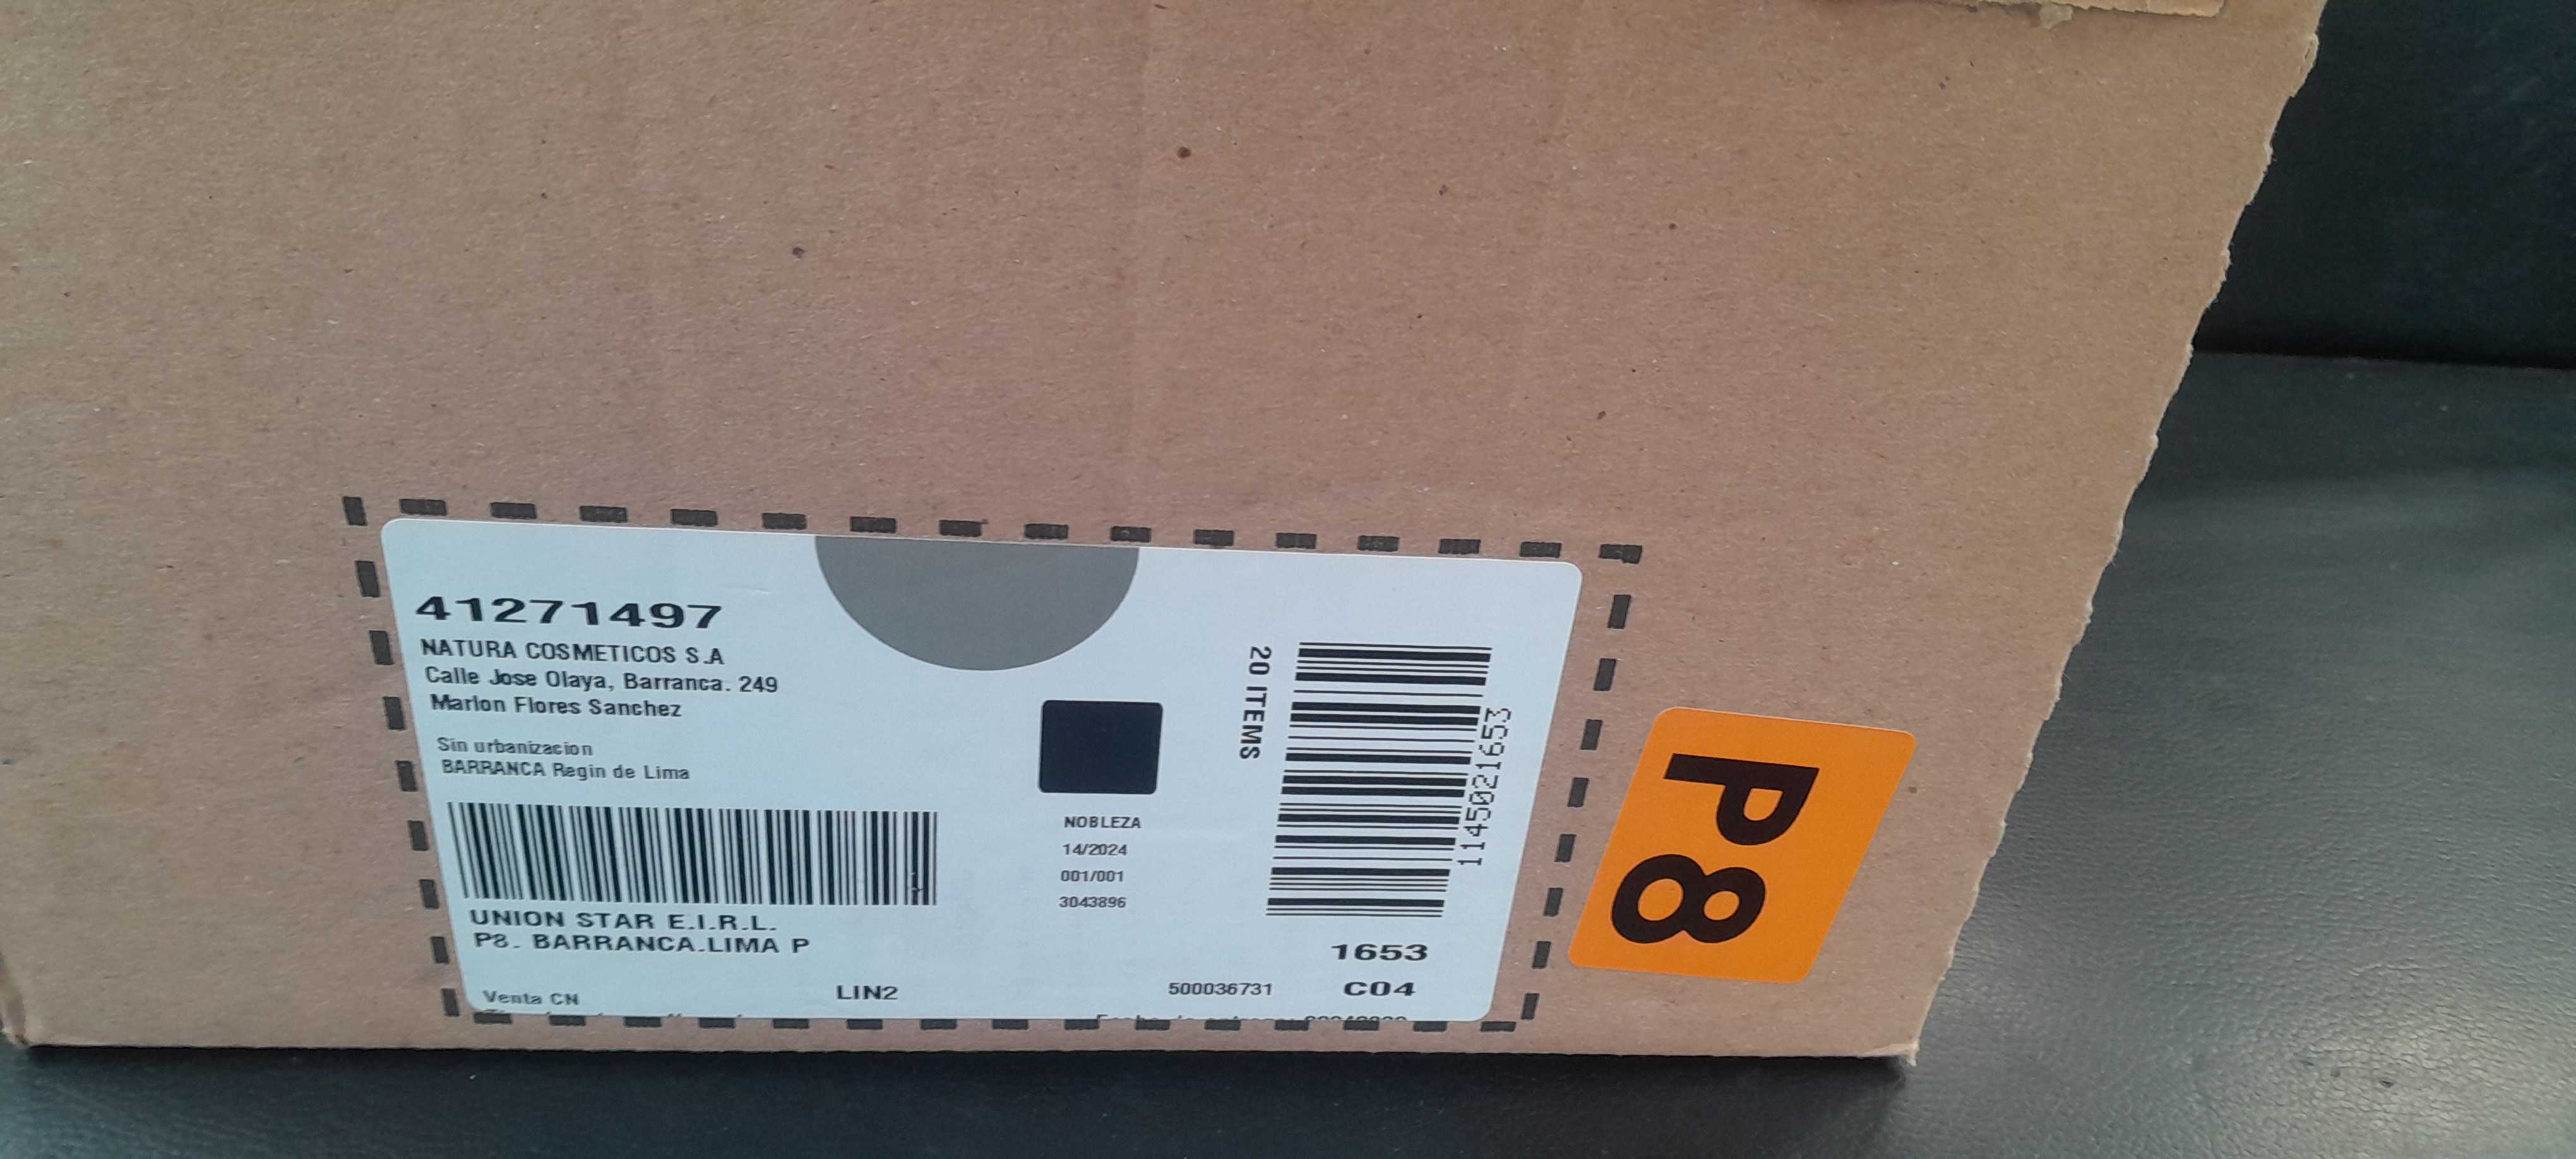 41271497
NATURA COSMETICOS S.A
Calle Jose Olaya, Barranca. 249
Marlon Flores Sanchez
Sin urbanizacion
BARRANCA Regin de Lima
UNION STAR E.I.R.L.
P8. BARRANCA.LIMA P
Venta CN
LIN2
NOBLEZA
14/2024
001/001
3043896
20 ITEMS
1145021653
1653
500036731
C04
P8